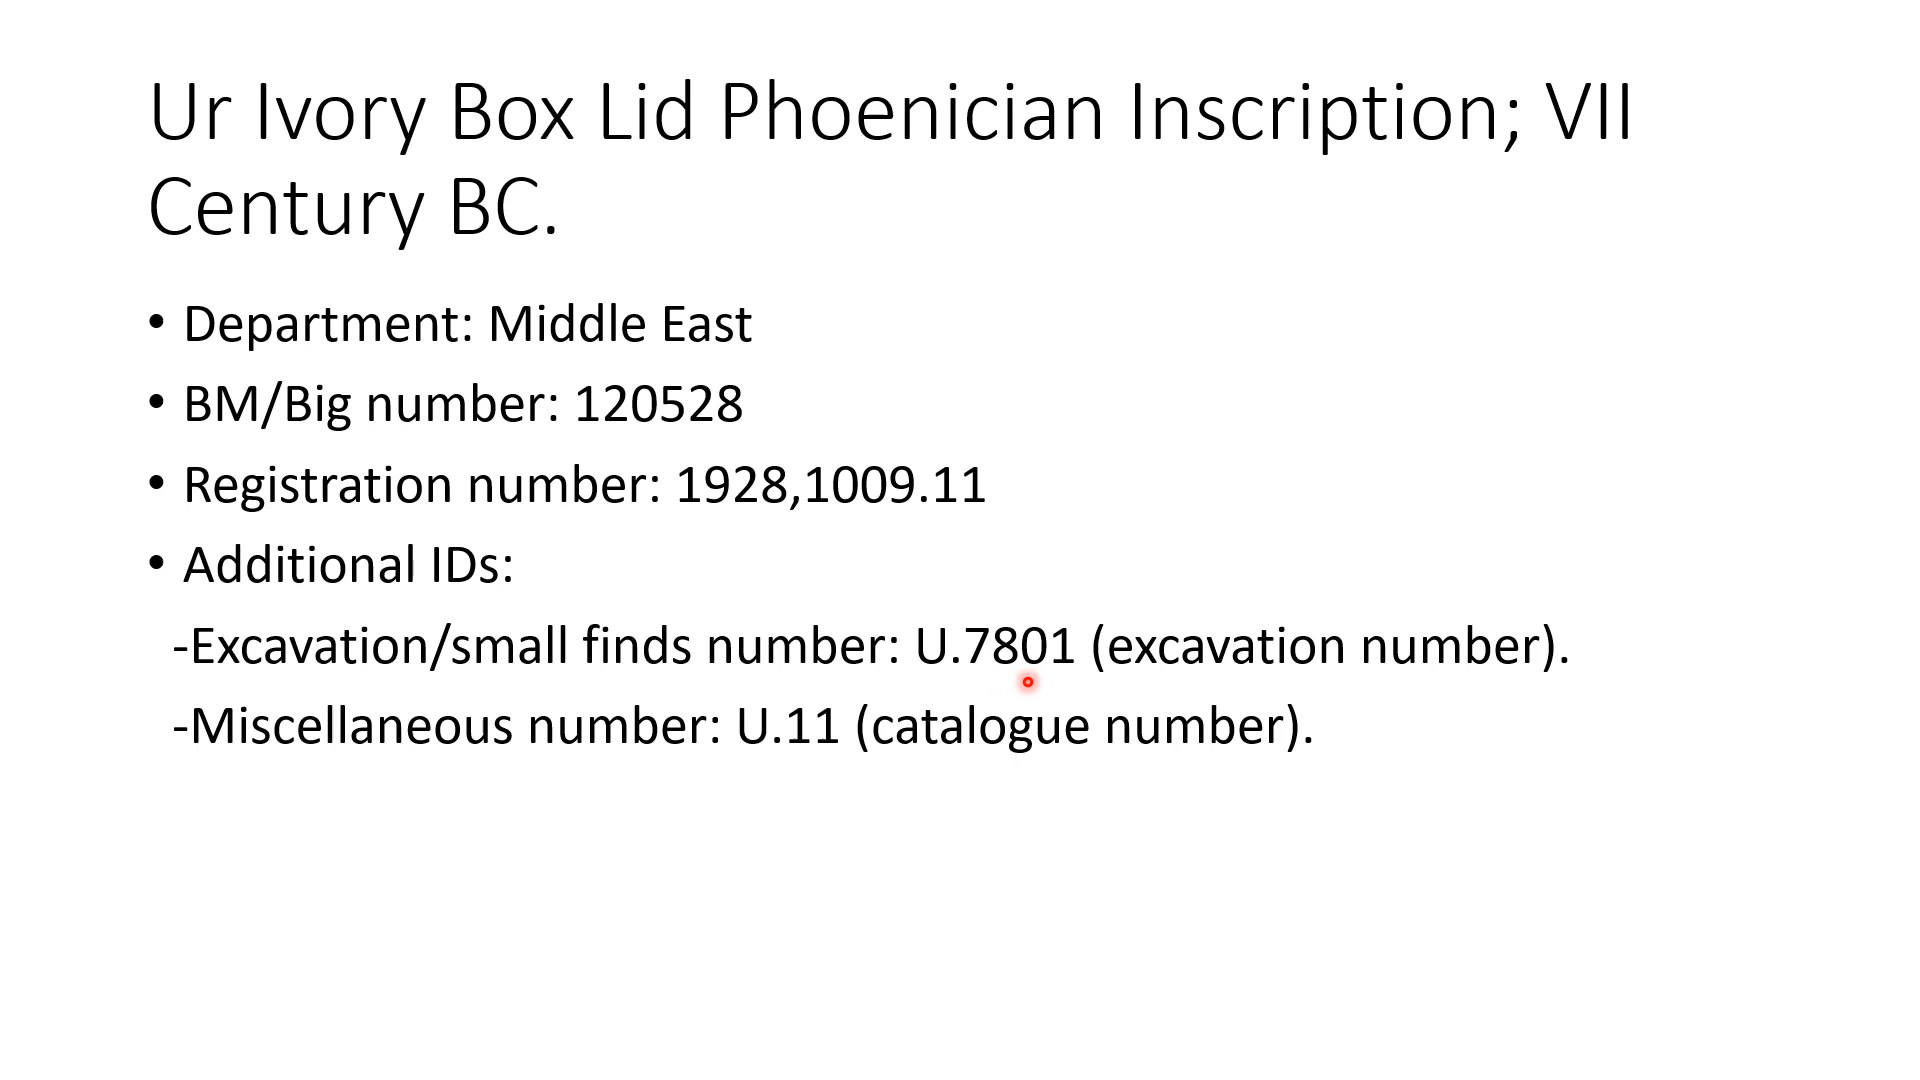 Ur Ivory Box Lid Phoenician Inscription; VII
Century BC.
• Department: Middle East
• BM/Big number: 120528
• Registration number: 1928,1009.11
• Additional IDs:
-Excavation/small finds number: U.7801 (excavation number).
-Miscellaneous number: U.11 (catalogue number).